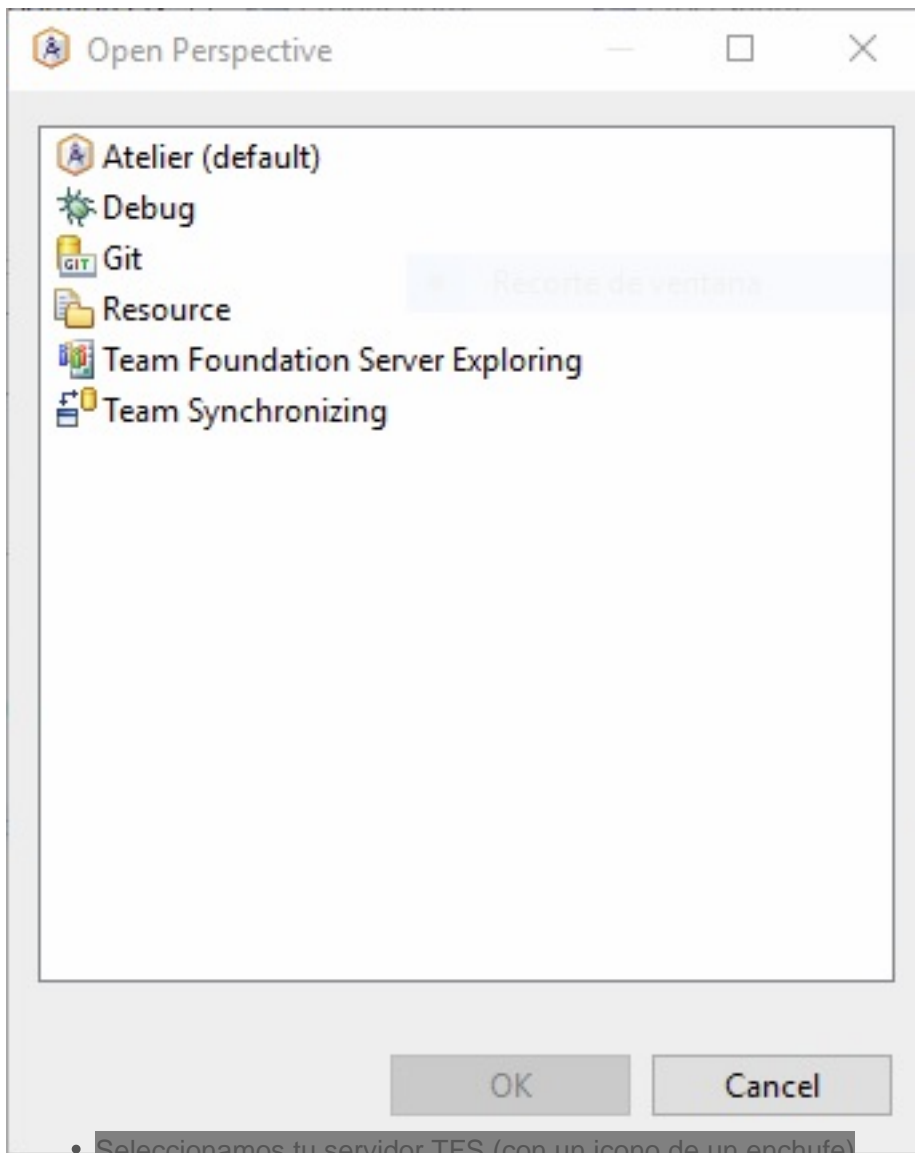 Open Perspective
Atelier (default)
Debug
GIT Git
Recorte de ventana
Resource
Team Foundation Server Exploring
Team Synchronizing
OK
Cancel
• Seleccionamos tu servidor TFS (con un icono de un enchufe)